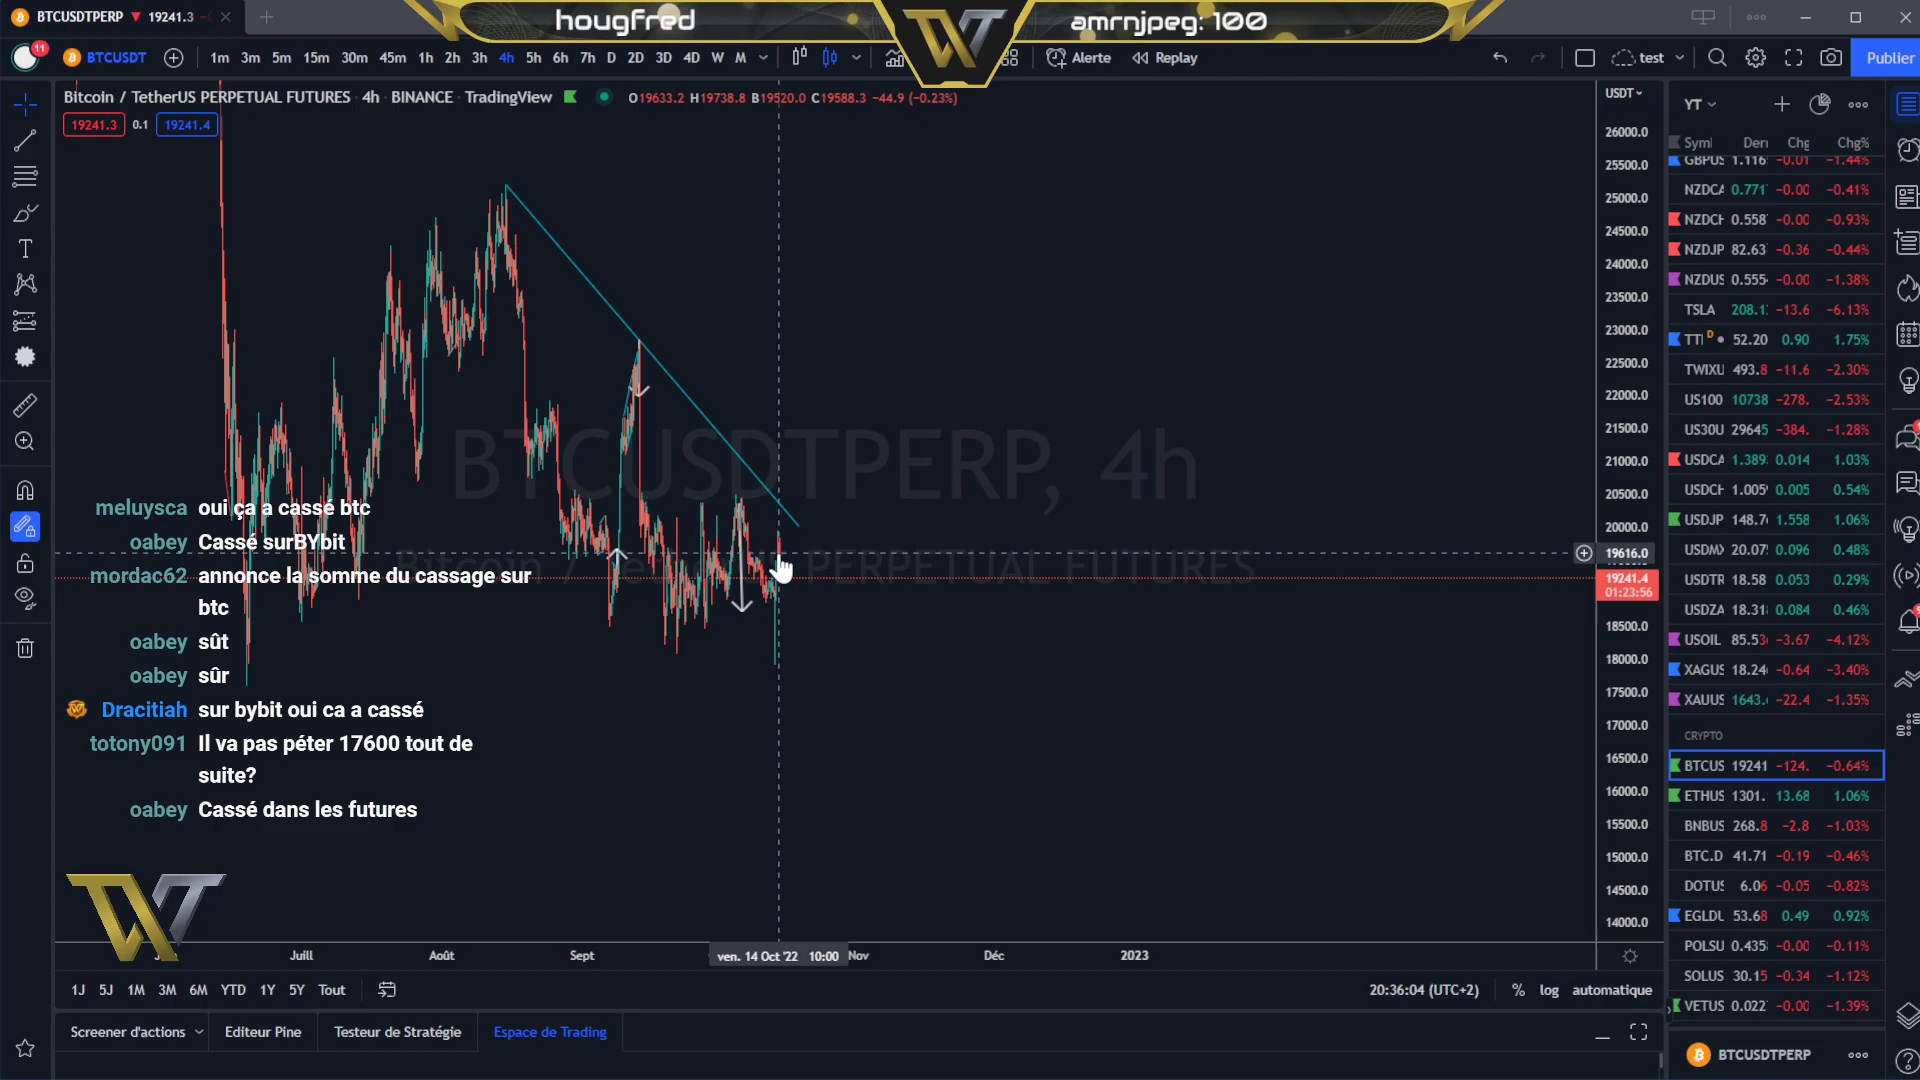 BTCUSDTPERP ▼ 19241.3
hougfred
amrnjpeg: 100
11
BTCUSDT
1m 3m 5m 15m 30m 45m 1h 2h 3h 4h 5h 6h 7h D 2D 3D 4D W M
Alerte
Replay
test
Publier
Bitcoin / TetherUS PERPETUAL FUTURES · 4h · BINANCE · TradingView
O19633.2 H19738.8 B19520.0 C19588.3 −44.9 (−0.23%)
19241.3 0.1 19241.4
USDT
26000.0
25500.0
25000.0
24500.0
24000.0
23500.0
23000.0
22500.0
22000.0
21500.0
21000.0
20500.0
20000.0
19616.0
19241.4
01:23:56
18500.0
18000.0
17500.0
17000.0
16500.0
16000.0
15500.0
15000.0
14500.0
14000.0
BTCUSDTPERP, 4h
Bitcoin / PERPETUAL FUTURES
meluysca oui ça a cassé btc
oabey Cassé surBYbit
mordac62 annonce la somme du cassage sur
btc
oabey sût
oabey sûr
Dracitiah sur bybit oui ca a cassé
totony091 Il va pas péter 17600 tout de
suite?
oabey Cassé dans les futures
Juill Août Sept ven. 14 Oct '22 10:00 Nov Déc 2023
1J 5J 1M 3M 6M YTD 1Y 5Y Tout
20:36:04 (UTC+2) % log automatique
Screener d'actions Editeur Pine Testeur de Stratégie Espace de Trading
YT
Syml Deri Chg Chg%
GBPUS 1.116 −0.01 −1.44%
NZDCA 0.771 −0.00 −0.41%
NZDCH 0.558 −0.00 −0.93%
NZDJP 82.63 −0.36 −0.44%
NZDUS 0.555 −0.00 −1.38%
TSLA 208.1 −13.6 −6.13%
TTI D 52.20 0.90 1.75%
TWIXU 493.8 −11.6 −2.30%
US100 10738 −278. −2.53%
US30U 29645 −384. −1.28%
USDCA 1.389 0.014 1.03%
USDCH 1.005 0.005 0.54%
USDJP 148.7 1.558 1.06%
USDMX 20.07 0.096 0.48%
USDTR 18.58 0.053 0.29%
USDZA 18.31 0.084 0.46%
USOIL 85.53 −3.67 −4.12%
XAGUS 18.24 −0.64 −3.40%
XAUUS 1643. −22.4 −1.35%
CRYPTO
BTCUS 19241 −124. −0.64%
ETHUS 1301. 13.68 1.06%
BNBUS 268.8 −2.8 −1.03%
BTC.D 41.71 −0.19 −0.46%
DOTUS 6.06 −0.05 −0.82%
EGLDU 53.68 0.49 0.92%
POLSU 0.435 −0.00 −0.11%
SOLUS 30.15 −0.34 −1.12%
VETUS 0.022 −0.00 −1.39%
BTCUSDTPERP